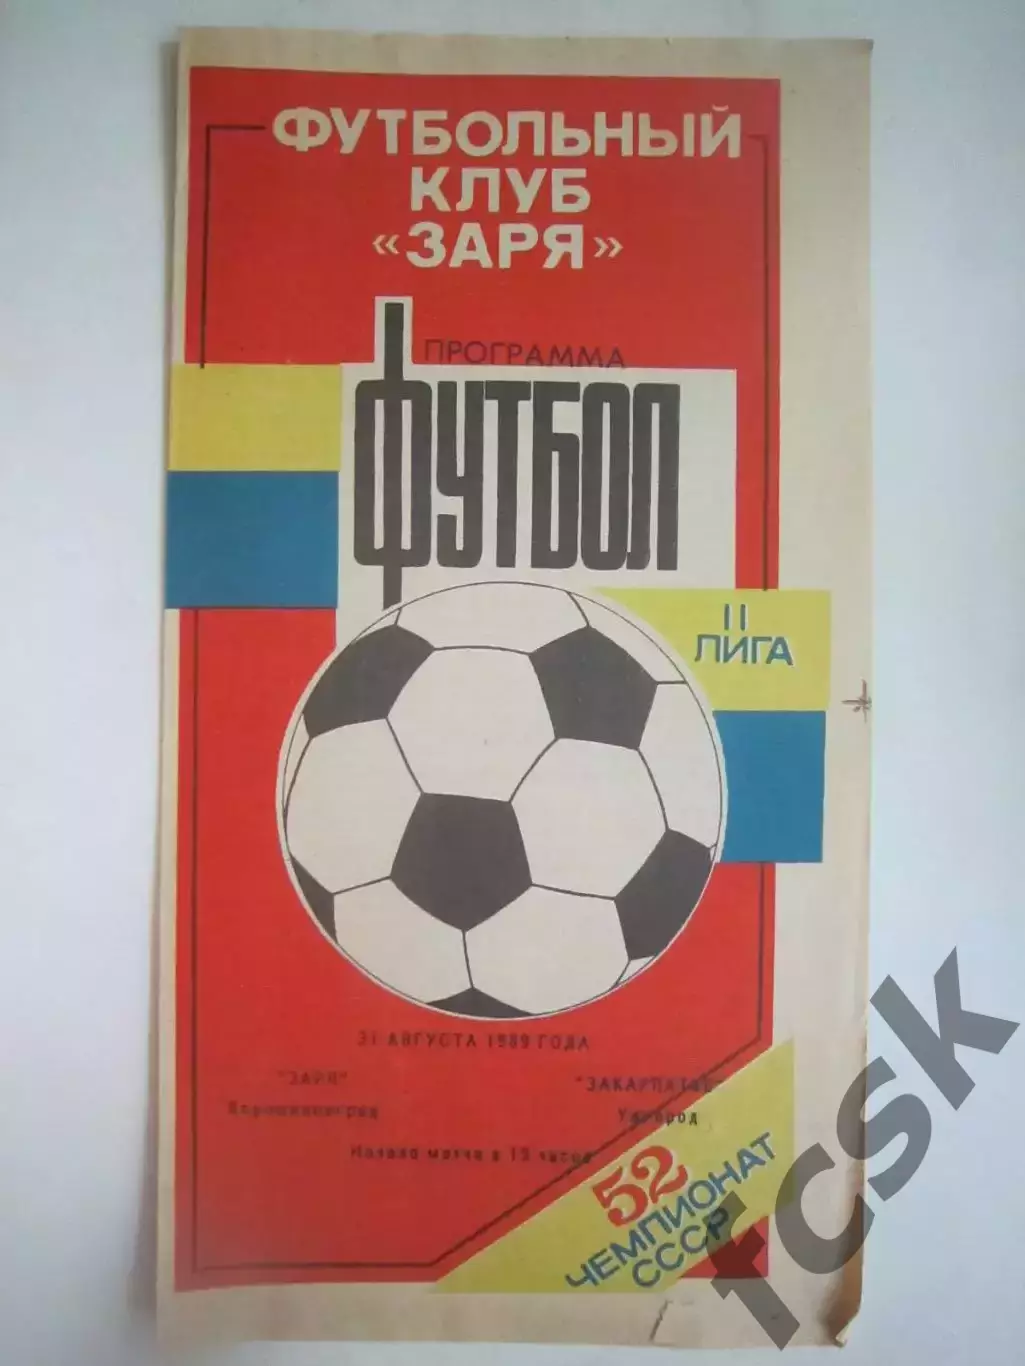 ФУТБОЛЬНЫЙ
КЛУБ
«ЗАРЯ»
ПРОГРАММА
ФУТБОЛ
II
ЛИГА
31 АВГУСТА 1989 ГОДА
"ЗАРЯ"
"ЗАКАРПАТЬЕ"
Ворошиловград
Ужгород
Начало матча в часов
52
ЧЕМПИОНАТ
СССР
fcsk